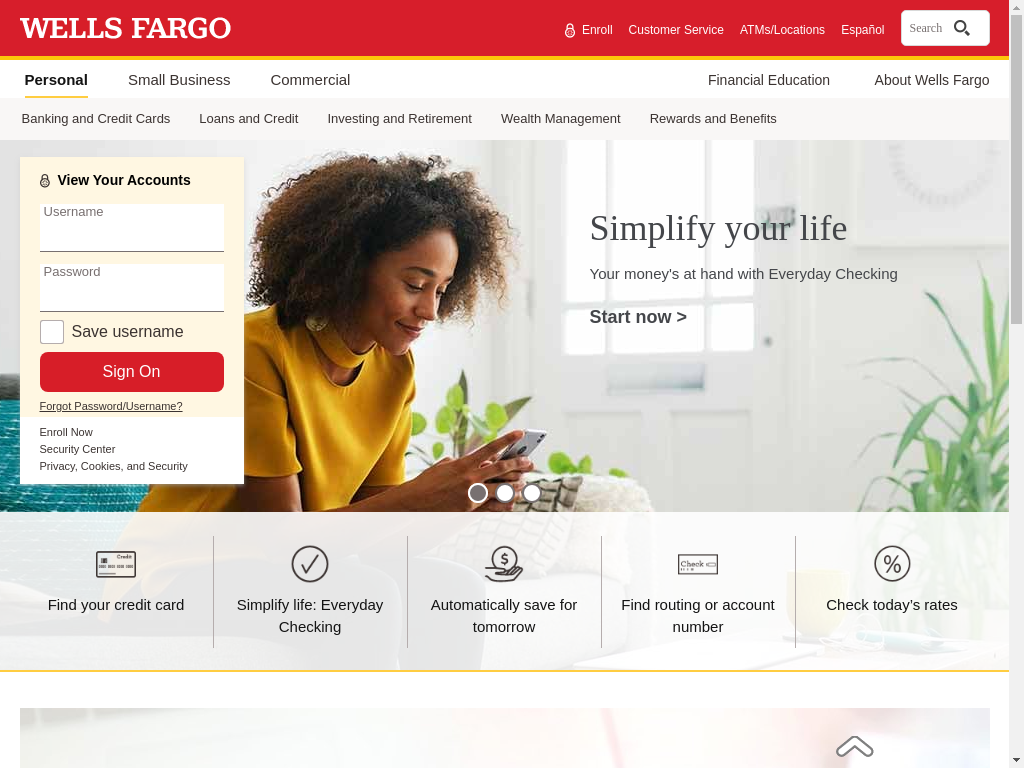 WELLS FARGO
Enroll
Customer Service
ATMs/Locations
Español
Search
Personal
Small Business
Commercial
Financial Education
About Wells Fargo
Banking and Credit Cards
Loans and Credit
Investing and Retirement
Wealth Management
Rewards and Benefits
View Your Accounts
Username
Password
Save username
Sign On
Forgot Password/Username?
Enroll Now
Security Center
Privacy, Cookies, and Security
Simplify your life
Your money's at hand with Everyday Checking
Start now >
Credit
Find your credit card
Simplify life: Everyday
Checking
$
Automatically save for
tomorrow
Check
Find routing or account
number
%
Check today’s rates